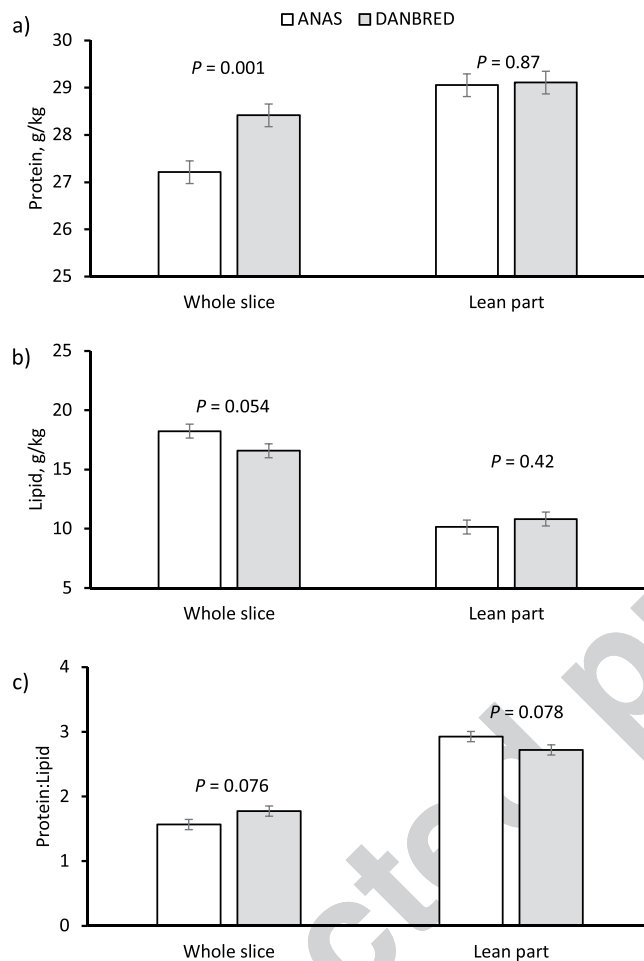 ANAS DANBRED
a)
30
29
28
27
26
25
Protein, g/kg
P = 0.001
P = 0.87
Whole slice Lean part
b)
25
20
15
10
5
Lipid, g/kg
P = 0.054
P = 0.42
Whole slice Lean part
c)
4
3
2
1
0
Protein:Lipid
P = 0.076
P = 0.078
Whole slice Lean part